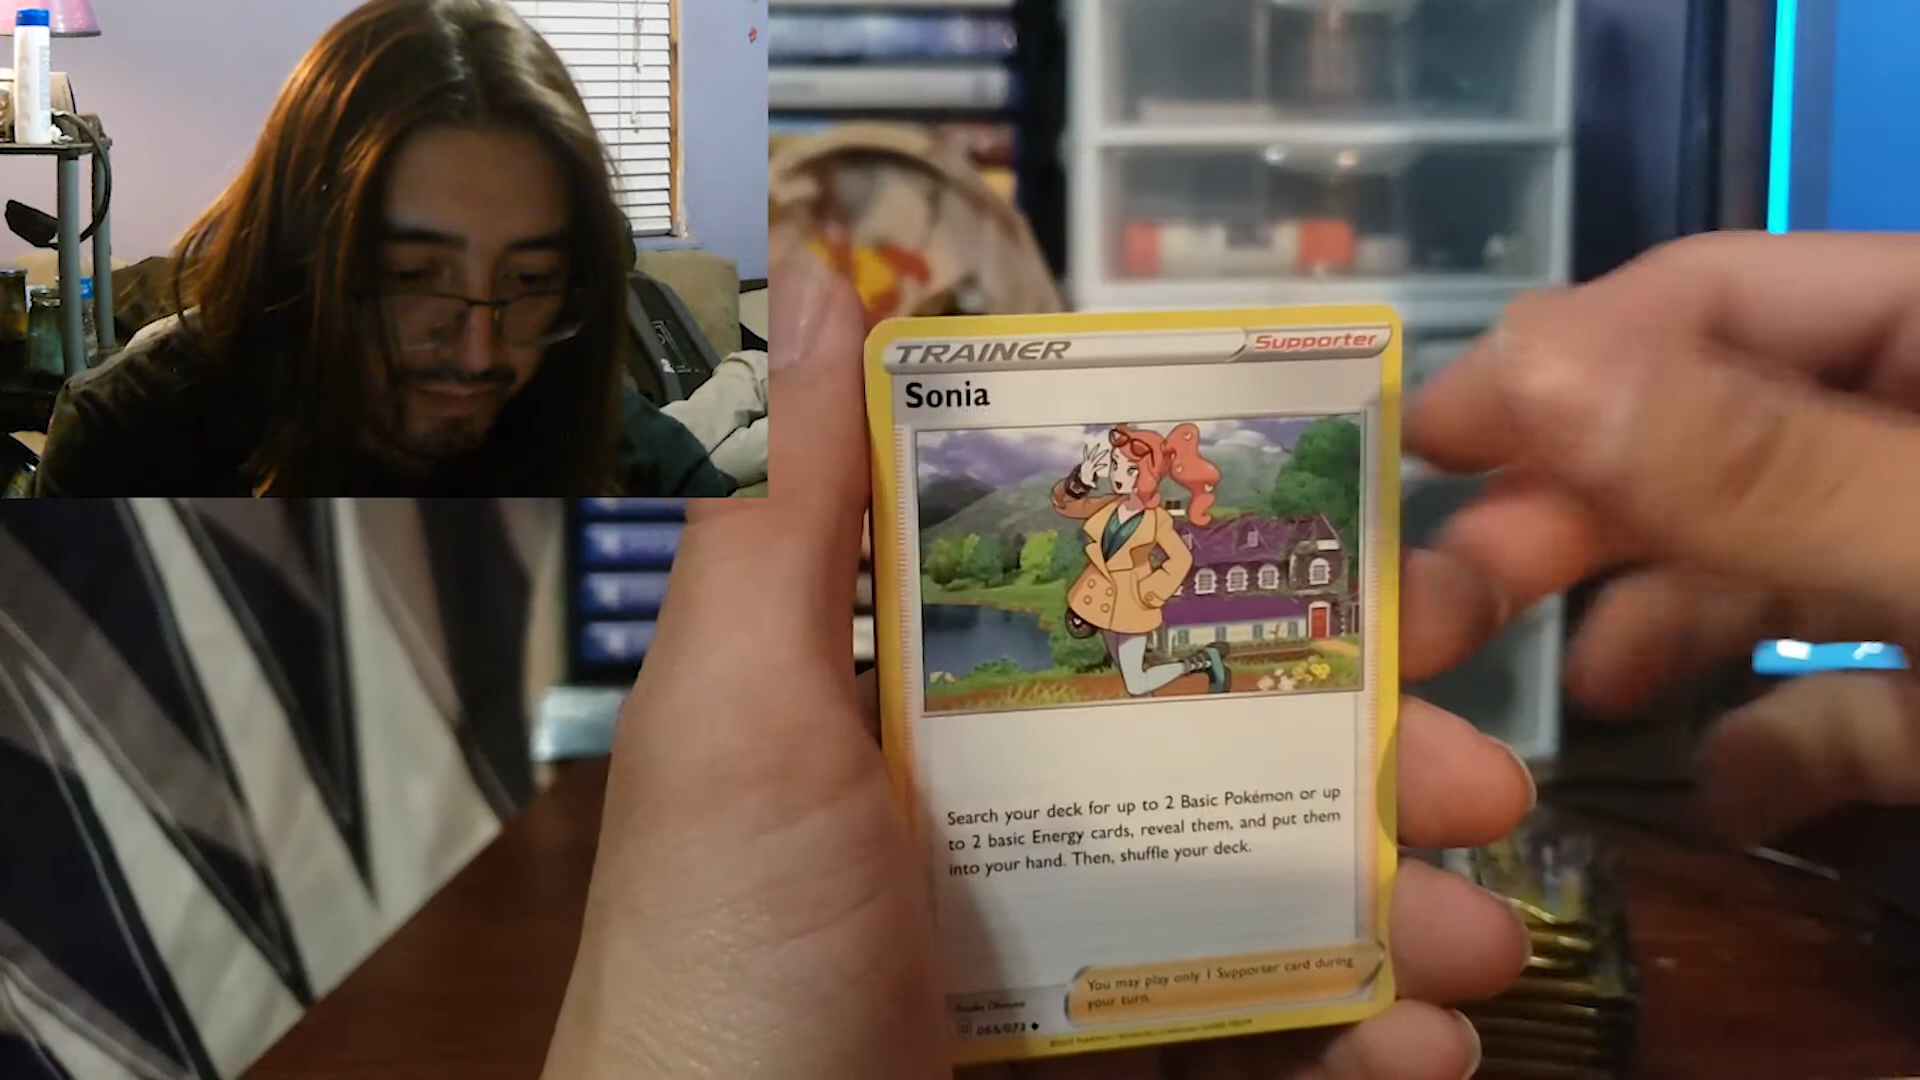 TRAINER
Supporter
Sonia
Search your deck for up to 2 Basic Pokémon or up
to 2 basic Energy cards, reveal them, and put them
into your hand. Then, shuffle your deck.
You may play only 1 Supporter card during
your turn.
065/073